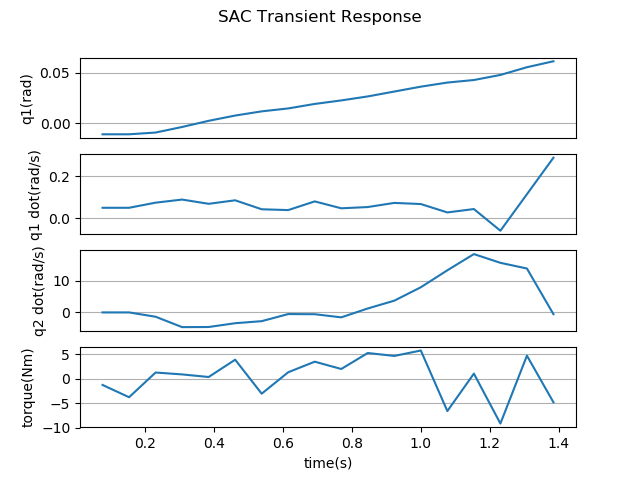 SAC Transient Response
q1(rad)
0.05
0.00
q1 dot(rad/s)
0.2
0.0
q2 dot(rad/s)
10
0
torque(Nm)
5
0
−5
−10
0.2 0.4 0.6 0.8 1.0 1.2 1.4
time(s)